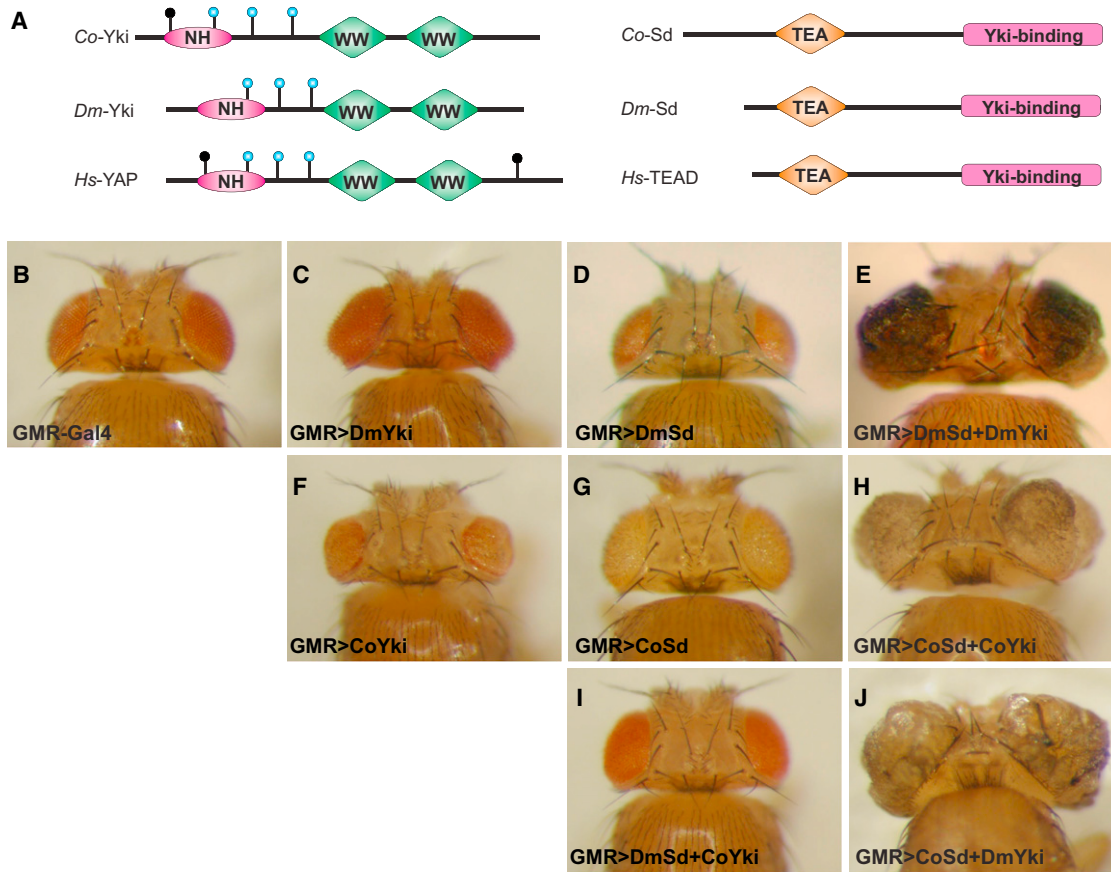 A
Co-Yki NH WW WW
Co-Sd TEA Yki-binding
Dm-Yki NH WW WW
Dm-Sd TEA Yki-binding
Hs-YAP NH WW WW
Hs-TEAD TEA Yki-binding
B
GMR-Gal4
C
GMR>DmYki
D
GMR>DmSd
E
GMR>DmSd+DmYki
F
GMR>CoYki
G
GMR>CoSd
H
GMR>CoSd+CoYki
I
GMR>DmSd+CoYki
J
GMR>CoSd+DmYki